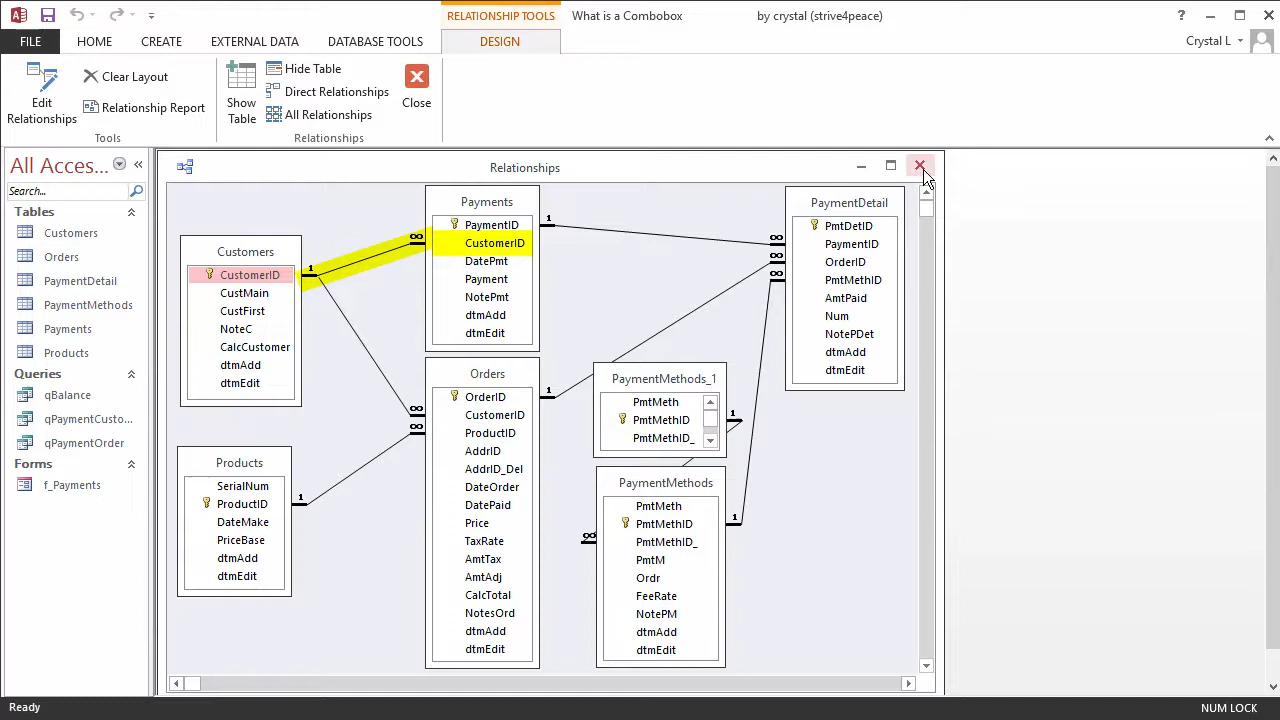 RELATIONSHIP TOOLS
What is a Combobox by crystal (strive4peace)
?
FILE HOME CREATE EXTERNAL DATA DATABASE TOOLS DESIGN
Crystal L
Edit Relationships
Clear Layout
Relationship Report
Tools
Show Table
Hide Table
Direct Relationships
All Relationships
Close
Relationships
All Acces...
Search...
Tables
Customers
Orders
PaymentDetail
PaymentMethods
Payments
Products
Queries
qBalance
qPaymentCusto...
qPaymentOrder
Forms
f_Payments
Relationships
Customers
CustomerID
CustMain
CustFirst
NoteC
CalcCustomer
dtmAdd
dtmEdit
1
∞
Products
SerialNum
ProductID
DateMake
PriceBase
dtmAdd
dtmEdit
1
∞
∞
Payments
PaymentID
CustomerID
DatePmt
Payment
NotePmt
dtmAdd
dtmEdit
1
∞
Orders
OrderID
CustomerID
ProductID
AddrID
AddrID_Del
DateOrder
DatePaid
Price
TaxRate
AmtTax
AmtAdj
CalcTotal
NotesOrd
dtmAdd
dtmEdit
1
∞
PaymentMethods_1
PmtMeth
PmtMethID
PmtMethID_
1
∞
PaymentMethods
PmtMeth
PmtMethID
PmtMethID_
PmtM
Ordr
FeeRate
NotePM
dtmAdd
dtmEdit
1
∞
PaymentDetail
PmtDetID
PaymentID
OrderID
PmtMethID
AmtPaid
Num
NotePDet
dtmAdd
dtmEdit
Ready
NUM LOCK